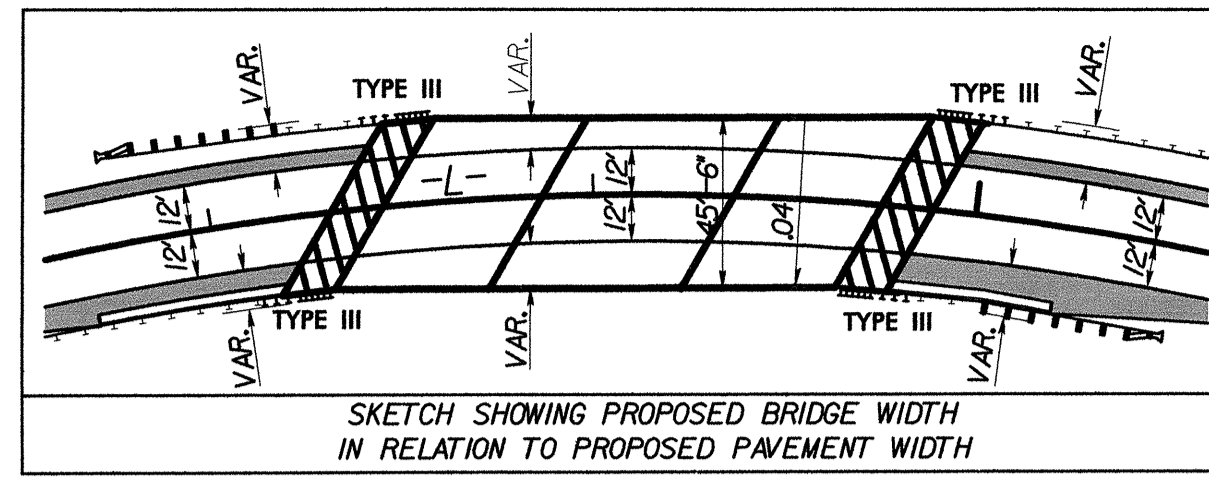 VAR.
VAR.
VAR.
TYPE III
TYPE III
-L-
12'
12'
12'
12'
45'-6"
.04
12'
12'
TYPE III
TYPE III
VAR.
VAR.
VAR.
SKETCH SHOWING PROPOSED BRIDGE WIDTH
IN RELATION TO PROPOSED PAVEMENT WIDTH